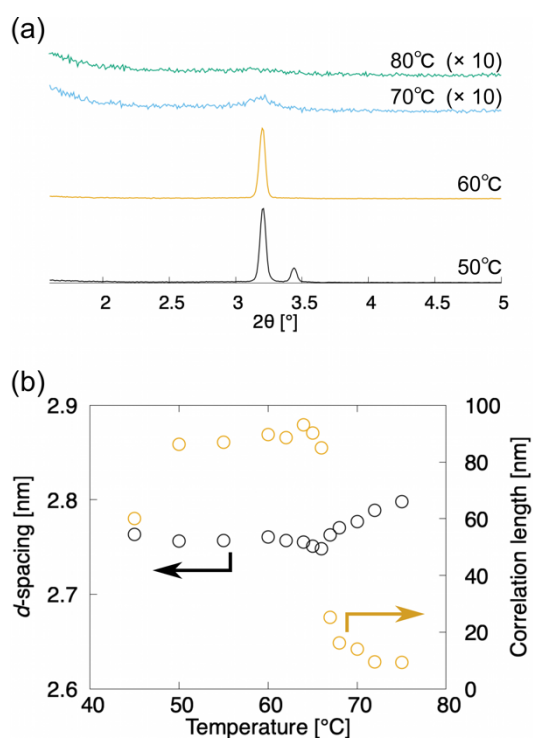 (a)
80℃ (× 10)
70℃ (× 10)
60℃
50℃
2 2.5 3 3.5 4 4.5 5
2θ [°]
(b)
2.9 100
80
2.8
60
2.7 40
20
2.6 0
40 50 60 70 80
d-spacing [nm]
Correlation length [nm]
Temperature [℃]